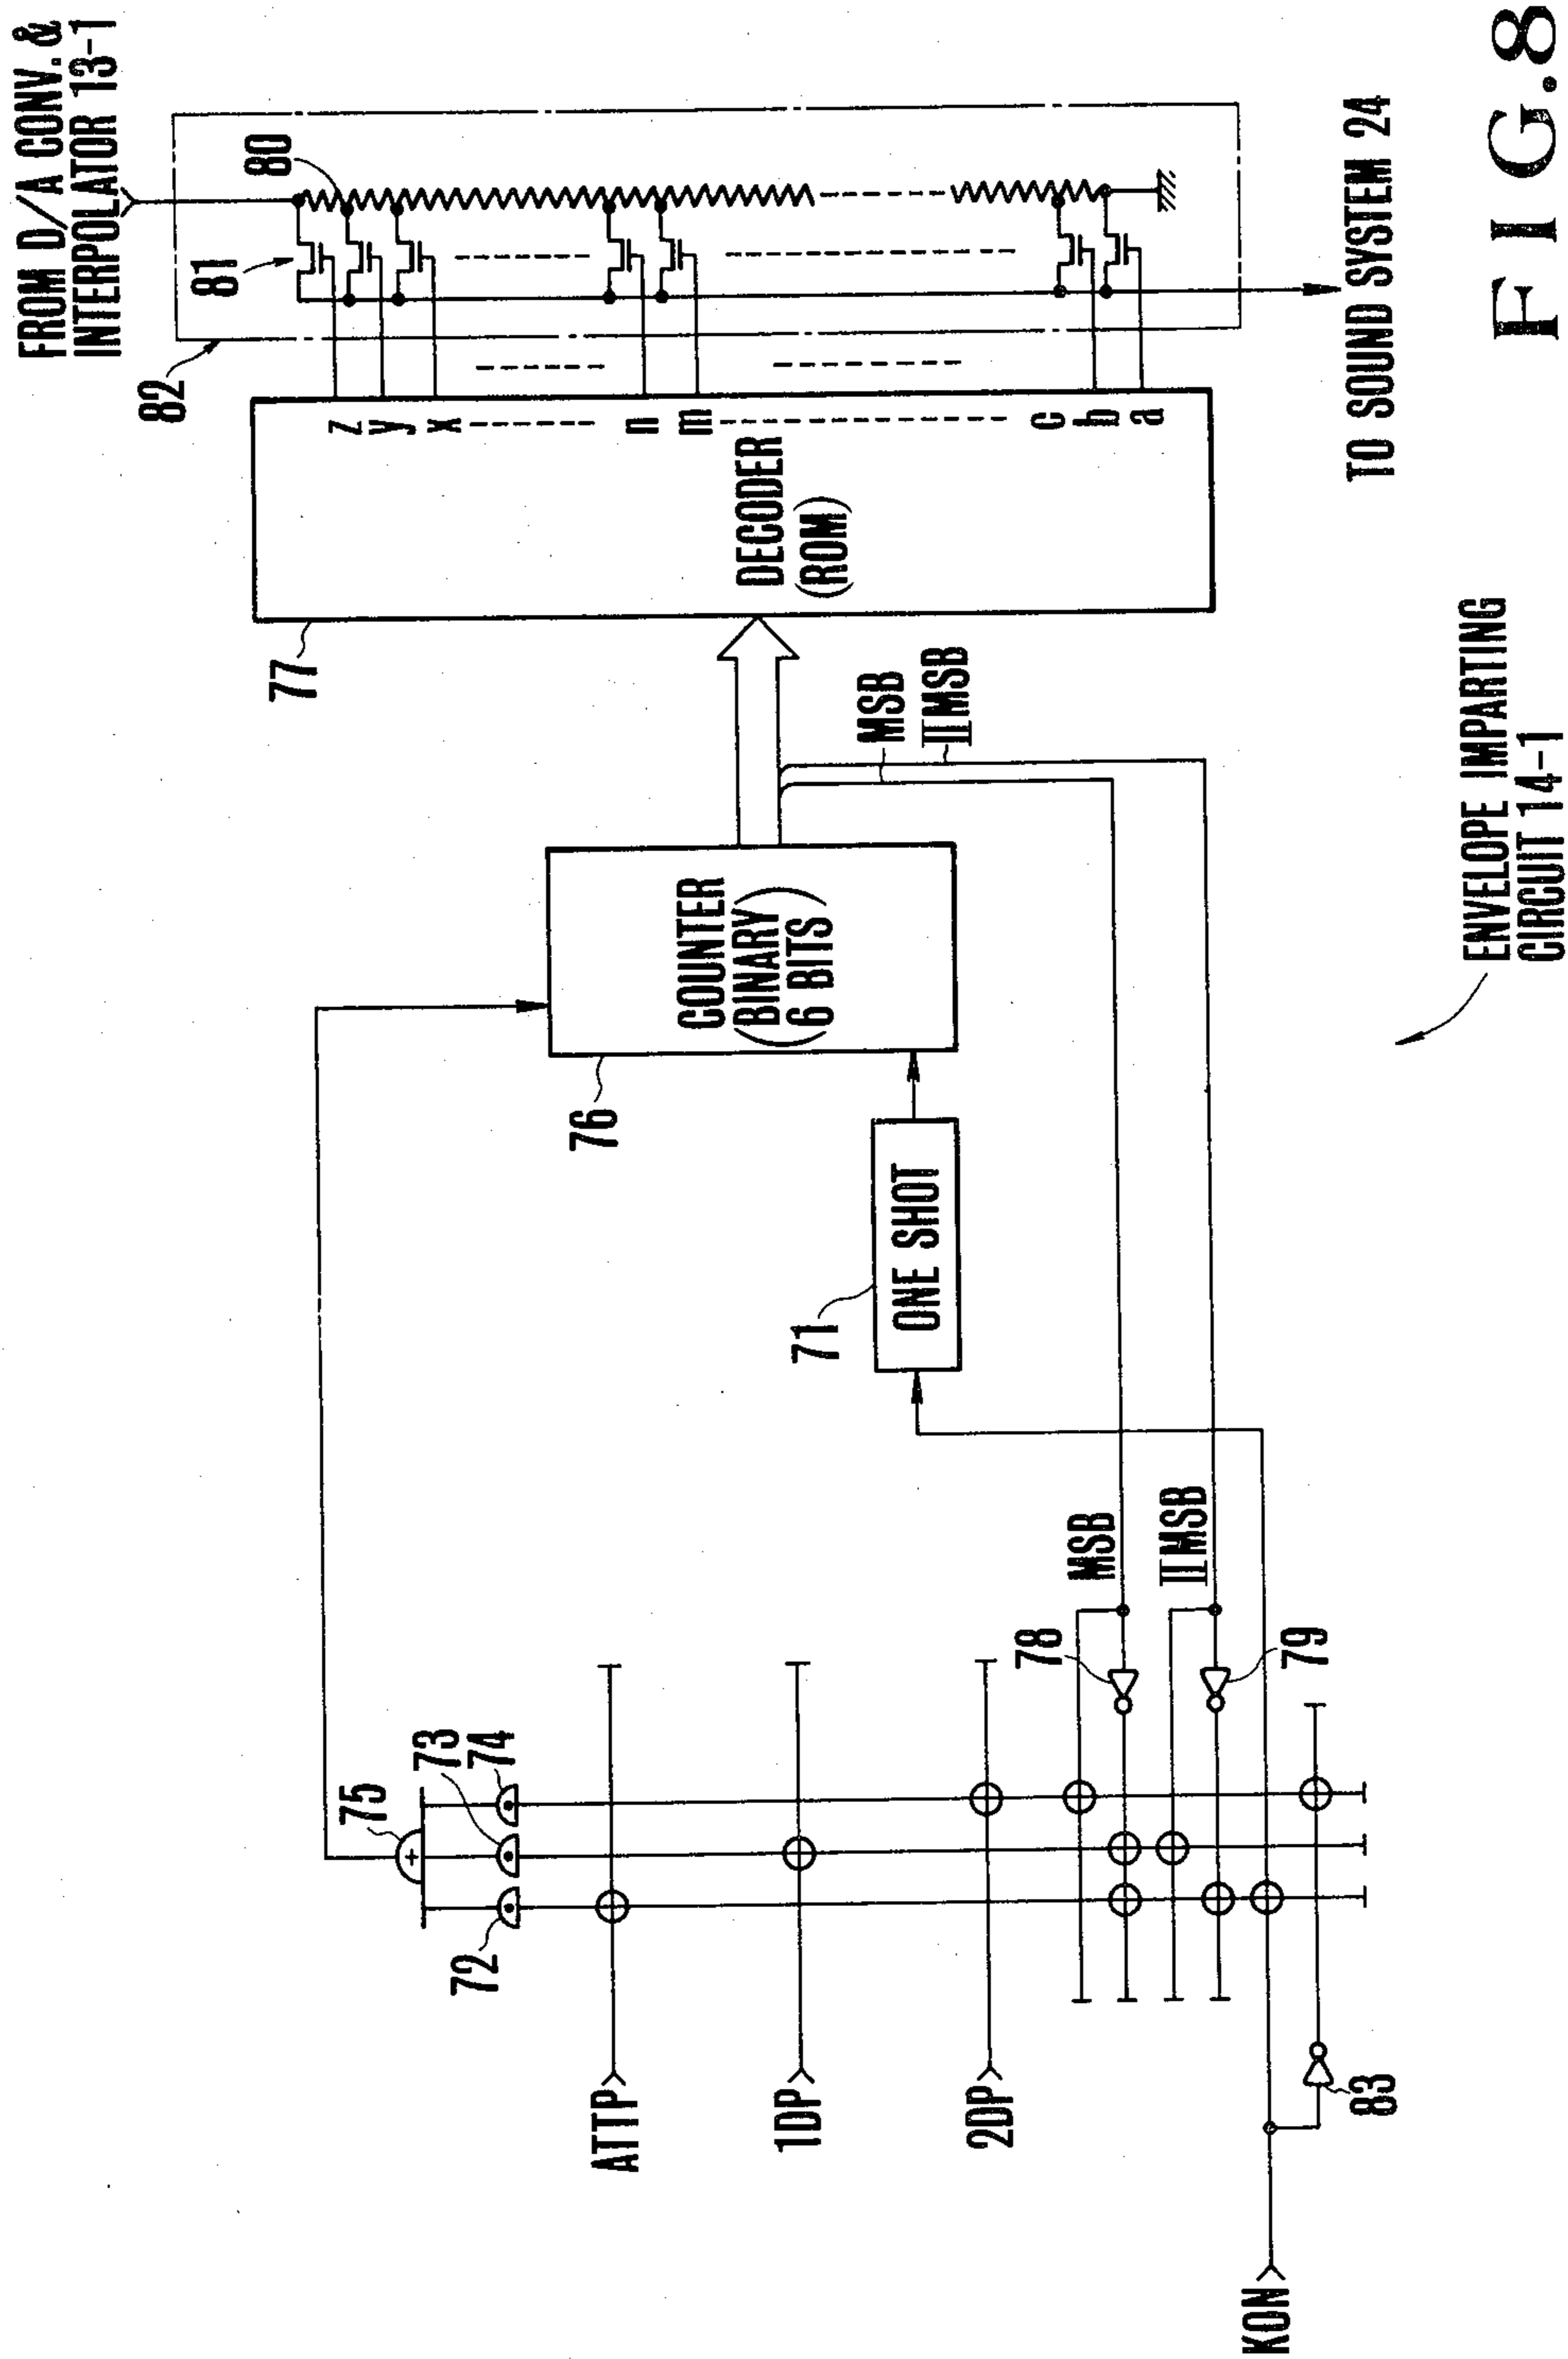 FROM D/A CONV. &
INTERPOLATOR 13-1
82
81
80
77
z
y
x
n
m
c
b
a
DECODER
(ROM)
TO SOUND SYSTEM 24
MSB
II MSB
76
COUNTER
(BINARY
6 BITS)
71
ONE SHOT
75
73
74
72
MSB
II MSB
78
79
ATTP
1DP
2DP
KON
83
ENVELOPE IMPARTING
CIRCUIT 14-1
FIG.8